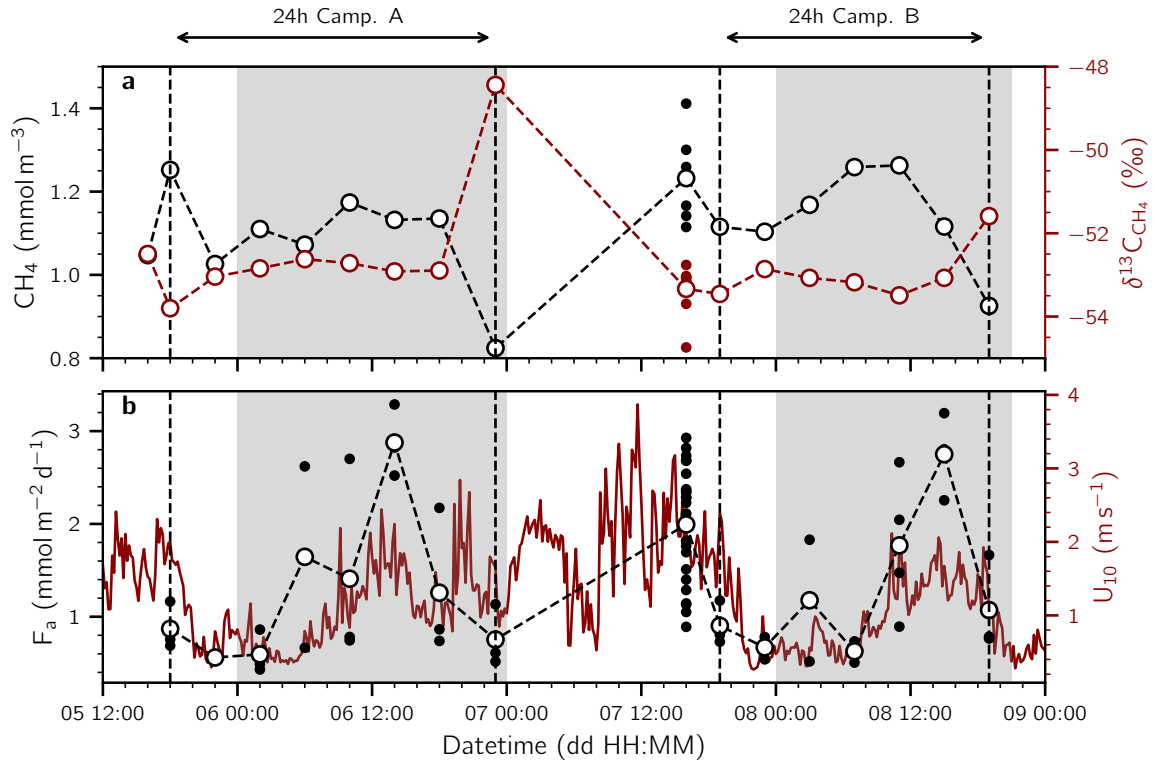 24h Camp. A 24h Camp. B
a
1.4
1.2
1.0
0.8
CH₄ (mmol m⁻³)
−48
−50
−52
−54
δ¹³C_CH₄ (‰)
b
3
2
1
Fₐ (mmol m⁻² d⁻¹)
4
3
2
1
U₁₀ (m s⁻¹)
05 12:00 06 00:00 06 12:00 07 00:00 07 12:00 08 00:00 08 12:00 09 00:00
Datetime (dd HH:MM)